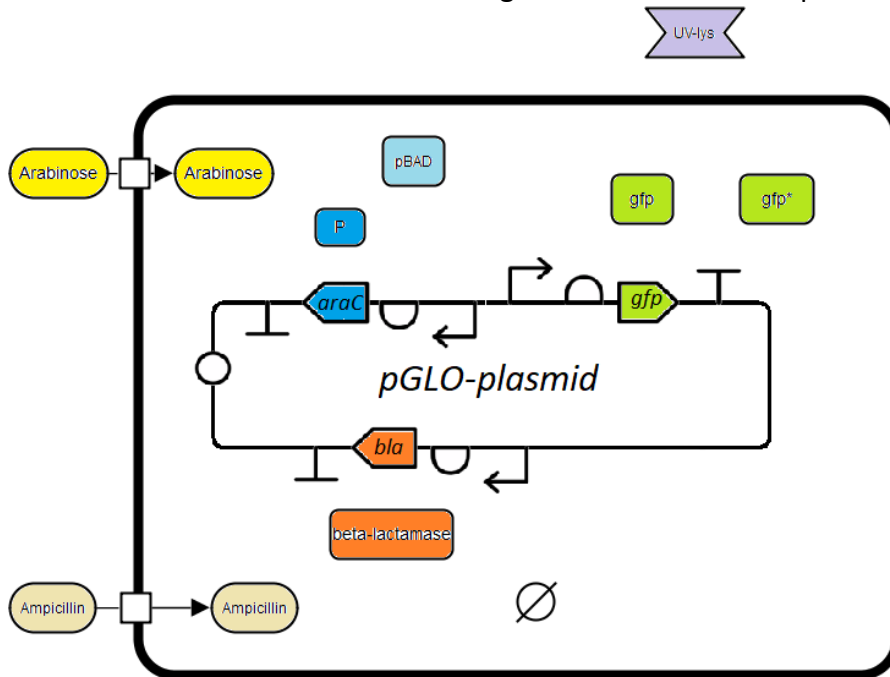 UV-lys
pBAD
Arabinose
Arabinose
gfp
gfp*
P
araC
gfp
pGLO-plasmid
bla
beta-lactamase
Ampicillin
Ampicillin